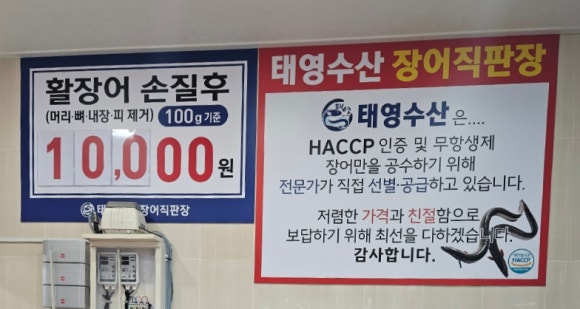 활장어 손질후
(머리·뼈·내장·피 제거) 100g 기준
10,000원
장어직판장
태영수산 장어직판장
태영수산은....
HACCP 인증 및 무항생제
장어만을 공수하기 위해
전문가가 직접 선별·공급하고 있습니다.
저렴한 가격과 친절함으로
보답하기 위해 최선을 다하겠습니다.
감사합니다.
HACCP